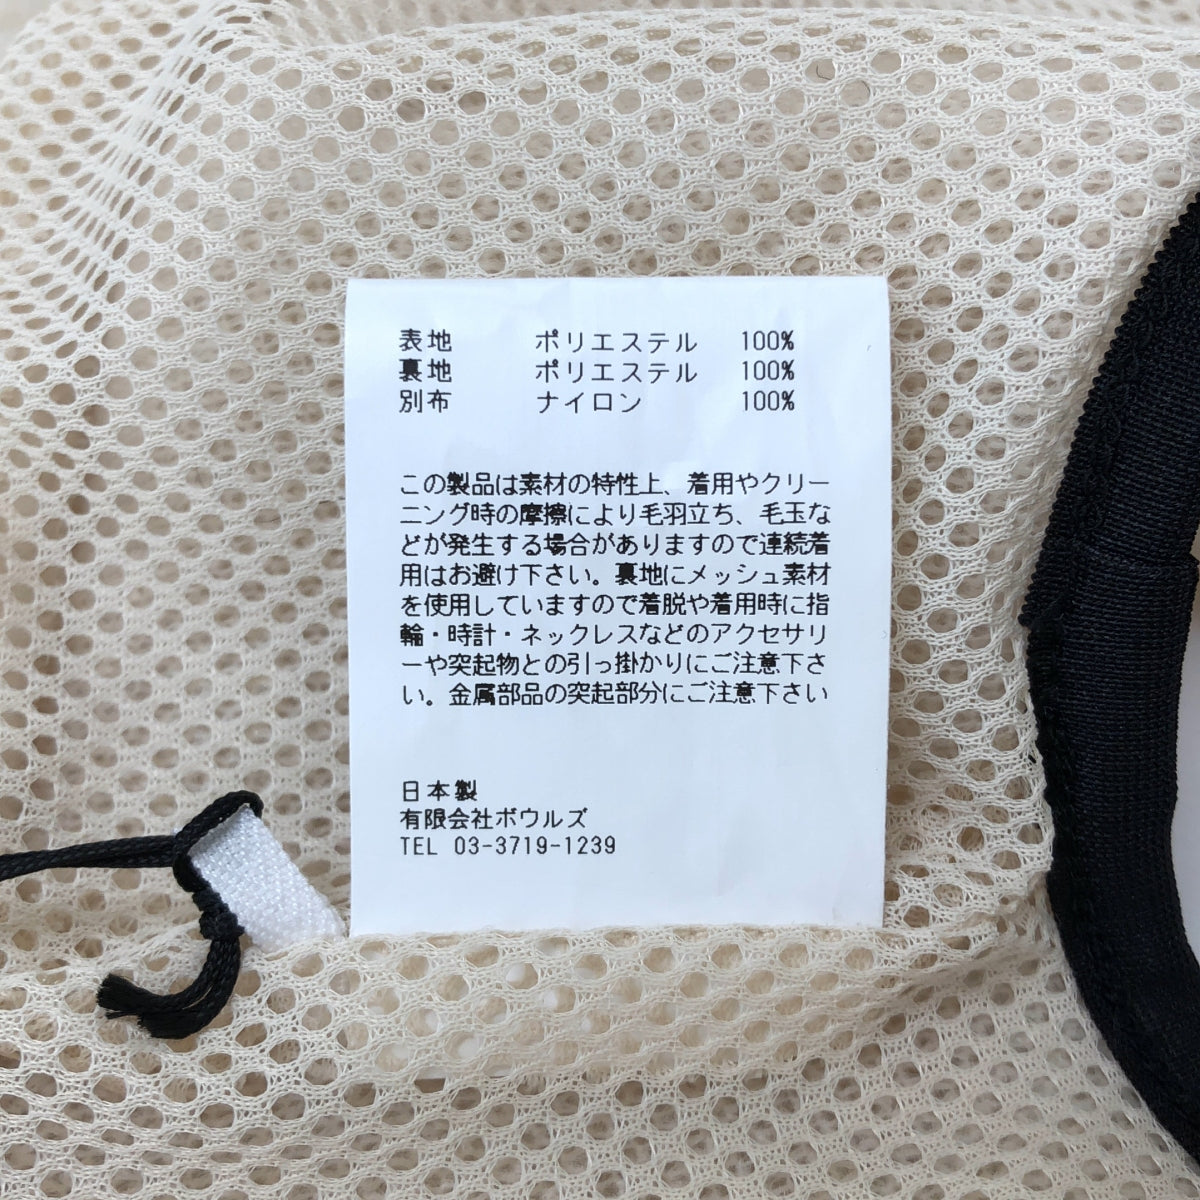 表地 ポリエステル 100%
裏地 ポリエステル 100%
別布 ナイロン 100%
この製品は素材の特性上、着用やクリー
ニング時の摩擦により毛羽立ち、毛玉な
どが発生する場合がありますので連続着
用はお避け下さい。裏地にメッシュ素材
を使用していますので着脱や着用時に指
輪・時計・ネックレスなどのアクセサリ
ーや突起物との引っ掛かりにご注意下さ
い。金属部品の突起部分にご注意下さい
日本製
有限会社ボウルズ
TEL 03-3719-1239